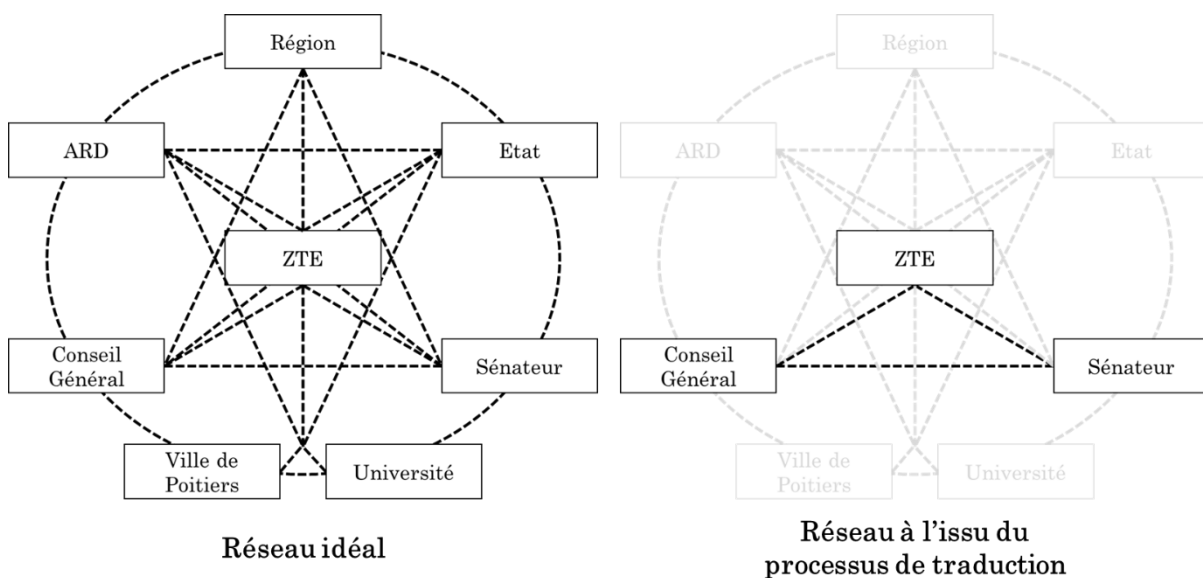 Région
ARD
Etat
ZTE
Conseil
Général
Sénateur
Ville de
Poitiers
Université
Réseau idéal
Région
ARD
Etat
ZTE
Conseil
Général
Sénateur
Ville de
Poitiers
Université
Réseau à l'issu du
processus de traduction